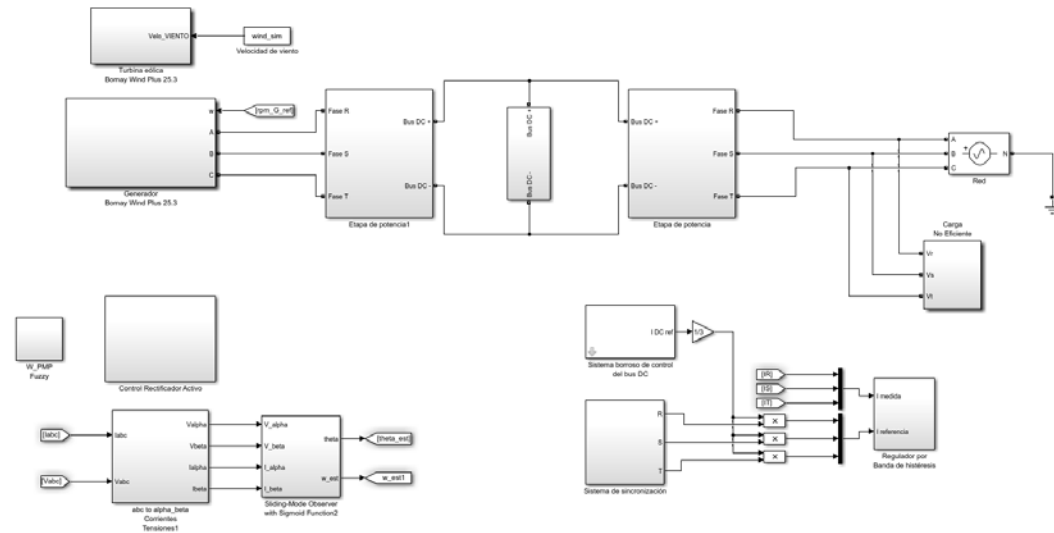 Velo_VIENTO
wind_sim
Velocidad de viento
Turbina eólica
Bornay Wind Plus 25.3
w
A
B
C
[rpm_G_ref]
Generador
Bornay Wind Plus 25.3
Fase R
Fase S
Fase T
Bus DC +
Bus DC -
Etapa de potencia1
Bus DC +
Bus DC -
Bus DC +
Bus DC -
Fase R
Fase S
Fase T
Etapa de potencia
A
B
C
N
Red
Carga
No Eficiente
Vr
Vs
Vt
W_PMP
Fuzzy
Control Rectificador Activo
[Iabc]
[Vabc]
Iabc
Vabc
Valpha
Vbeta
Ialpha
Ibeta
abc to alpha_beta
Corrientes
Tensiones1
V_alpha
V_beta
I_alpha
I_beta
theta
w_est
Sliding-Mode Observer
with Sigmoid Function2
[theta_est]
w_est1
I DC ref
1/3
Sistema borroso de control
del bus DC
[IR]
[IS]
[IT]
R
S
T
×
×
×
Sistema de sincronización
I medida
I referencia
Regulador por
Banda de histéresis